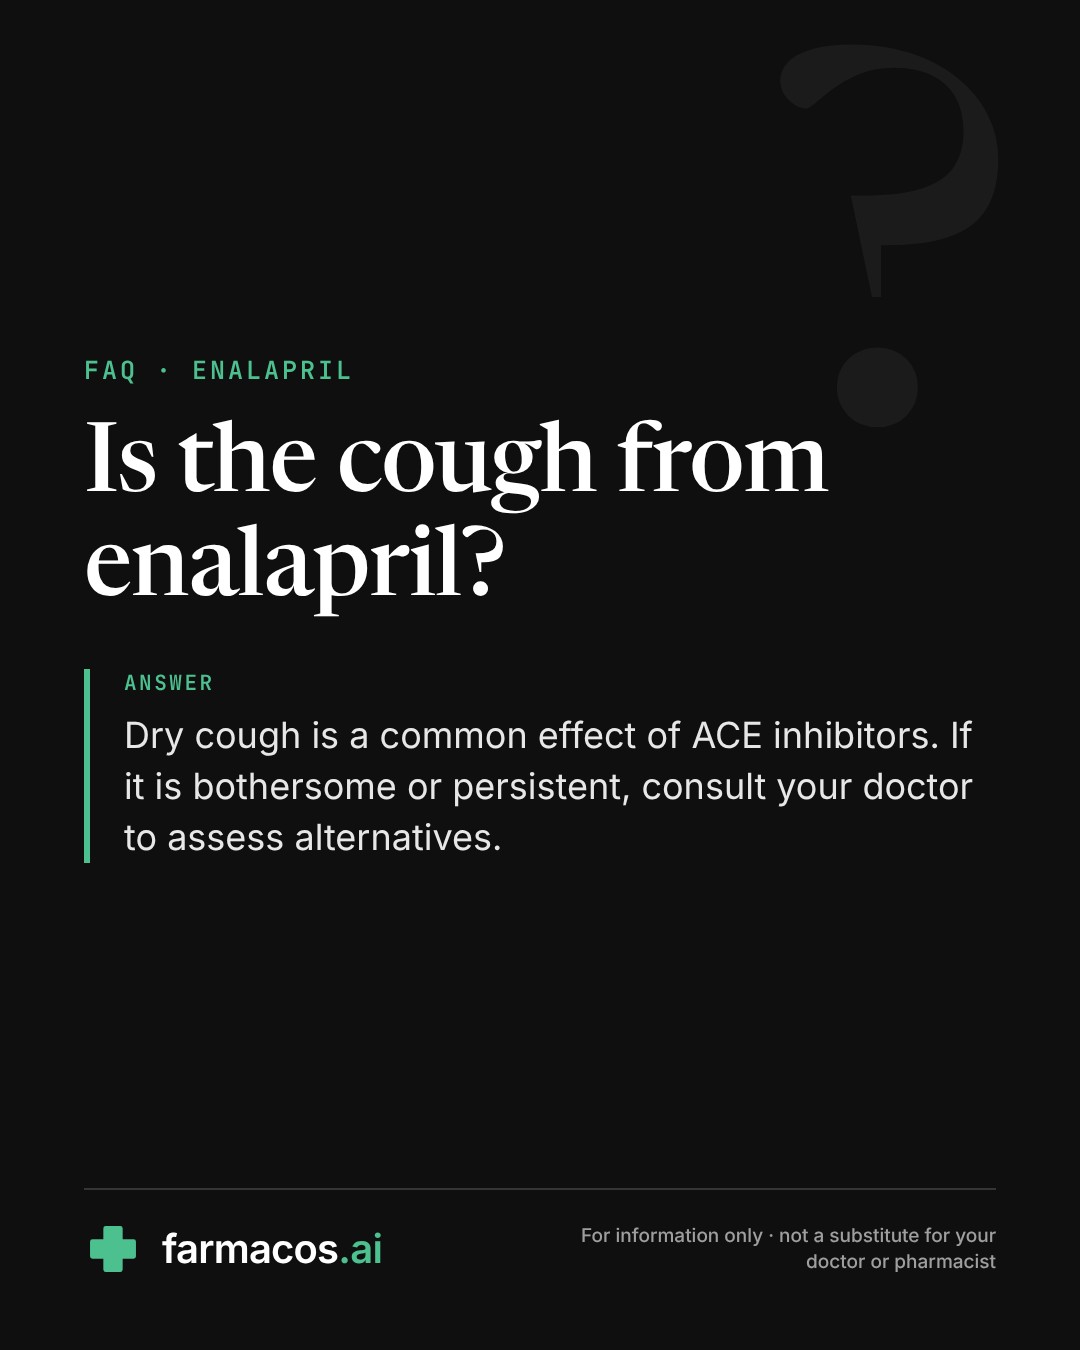 ?
FAQ · ENALAPRIL
Is the cough from
enalapril?
ANSWER
Dry cough is a common effect of ACE inhibitors. If
it is bothersome or persistent, consult your doctor
to assess alternatives.
farmacos.ai
For information only · not a substitute for your
doctor or pharmacist